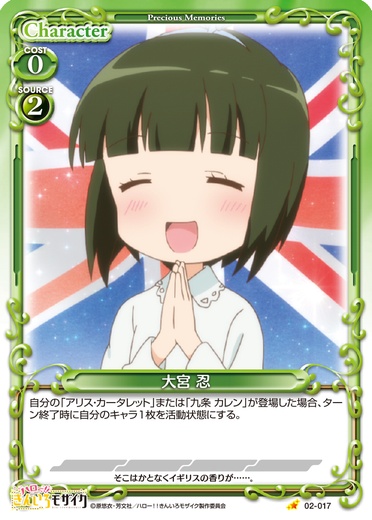 Precious Memories
Character
COST
0
SOURCE
2
大宮 忍
自分の「アリス・カータレット」または「九条 カレン」が登場した場合、ター
ン終了時に自分のキャラ1枚を活動状態にする。
そこはかとなくイギリスの香りが……。
ハロー!!
きんいろモザイク
©原悠衣・芳文社/ハロー!!きんいろモザイク製作委員会
02-017